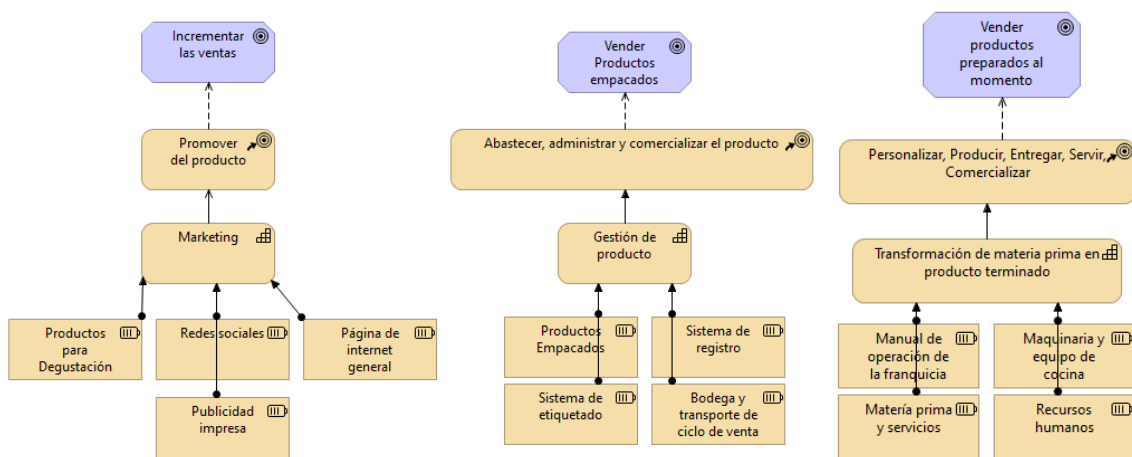 Incrementar
las ventas
Promover
del producto
Marketing
Productos
para
Degustación
Redes sociales
Página de
internet
general
Publicidad
impresa
Vender
Productos
empacados
Abastecer, administrar y comercializar el producto
Gestión de
producto
Productos
Empacados
Sistema de
registro
Sistema de
etiquetado
Bodega y
transporte de
ciclo de venta
Vender
productos
preparados al
momento
Personalizar, Producir, Entregar, Servir,
Comercializar
Transformación de materia prima en
producto terminado
Manual de
operación de
la franquicia
Maquinaria y
equipo de
cocina
Matería prima
y servicios
Recursos
humanos